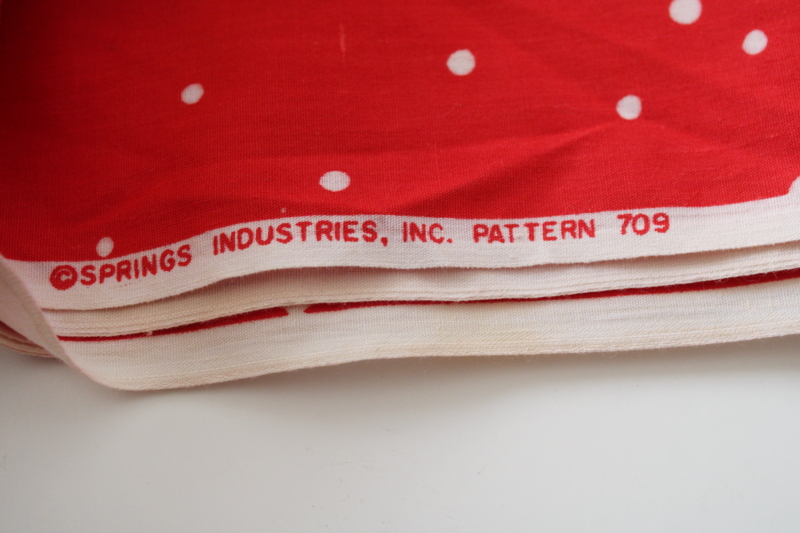 ©SPRINGS INDUSTRIES, INC. PATTERN 709